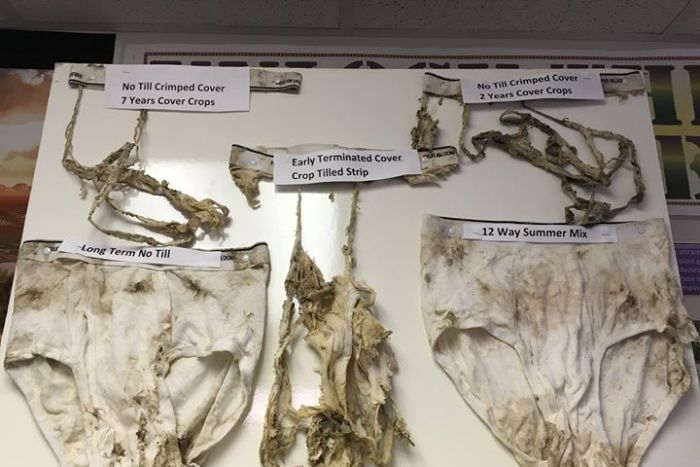 No Till Crimped Cover
7 Years Cover Crops
No Till Crimped Cover
2 Years Cover Crops
Early Terminated Cover
Crop Tilled Strip
Long Term No Till
12 Way Summer Mix